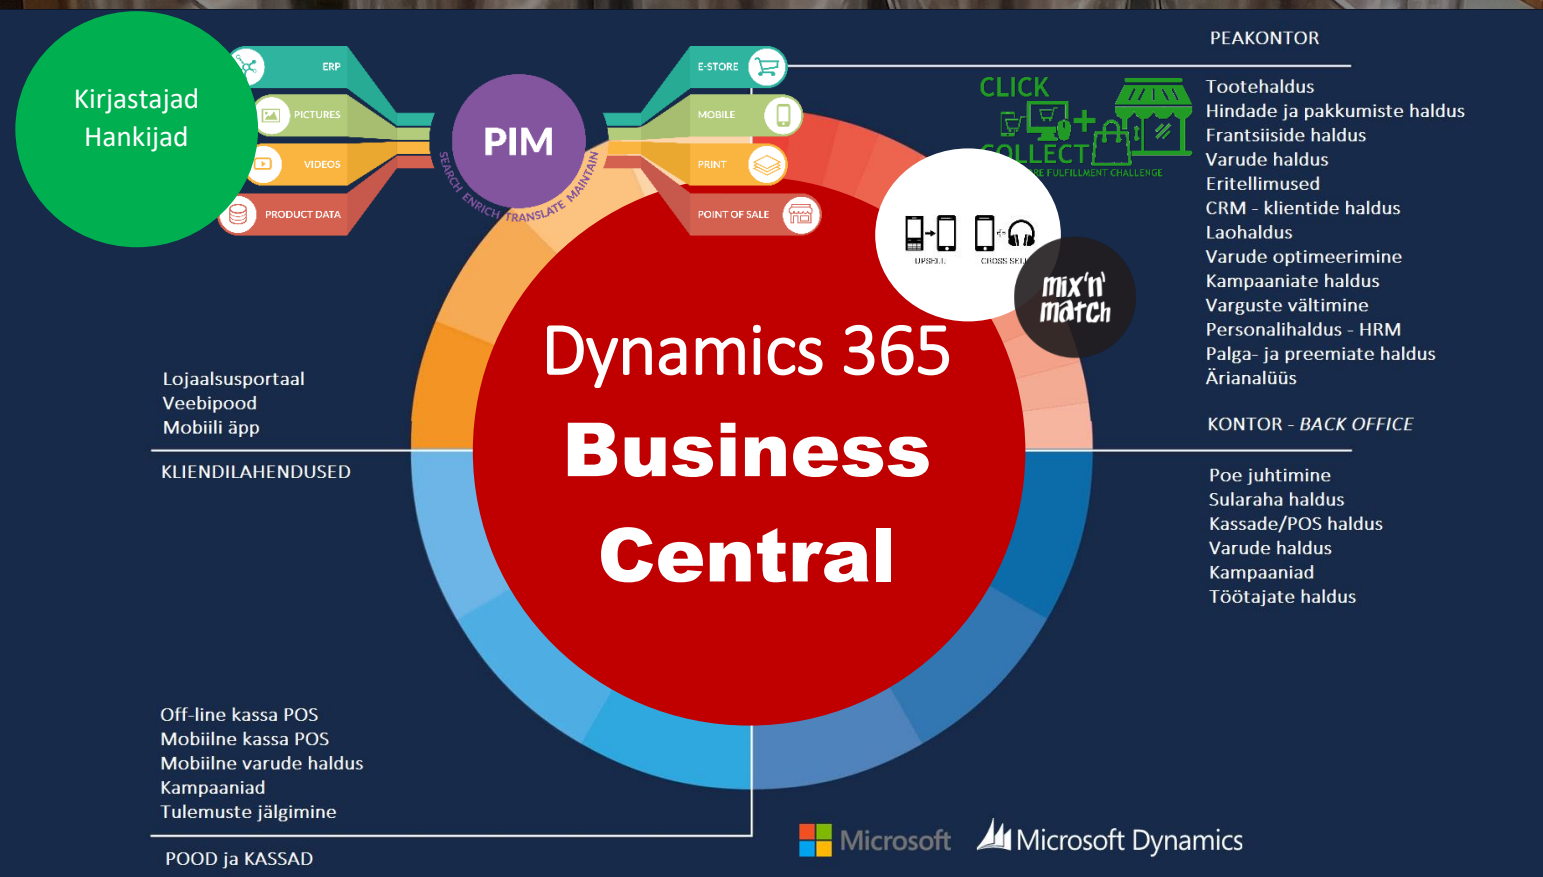 Kirjastajad
Hankijad
ERP
PICTURES
VIDEOS
PRODUCT DATA
PIM
SEARCH ENRICH TRANSLATE MAINTAIN
E-STORE
MOBILE
PRINT
POINT OF SALE
CLICK
+
COLLECT
FULFILLMENT CHALLENGE
UPSELL
CROSS SELL
mix'n'
match
PEAKONTOR
Tootehaldus
Hindade ja pakkumiste haldus
Frantsiiside haldus
Varude haldus
Eritellimused
CRM - klientide haldus
Laohaldus
Varude optimeerimine
Kampaaniate haldus
Varguste vältimine
Personalihaldus - HRM
Palga- ja preemiate haldus
Ärianalüüs
KONTOR - BACK OFFICE
Poe juhtimine
Sularaha haldus
Kassade/POS haldus
Varude haldus
Kampaaniad
Töötajate haldus
Dynamics 365
Business
Central
Lojaalsusportaal
Veebipood
Mobiili äpp
KLIENDILAHENDUSED
Off-line kassa POS
Mobiilne kassa POS
Mobiilne varude haldus
Kampaaniad
Tulemuste jälgimine
POOD ja KASSAD
Microsoft
Microsoft Dynamics